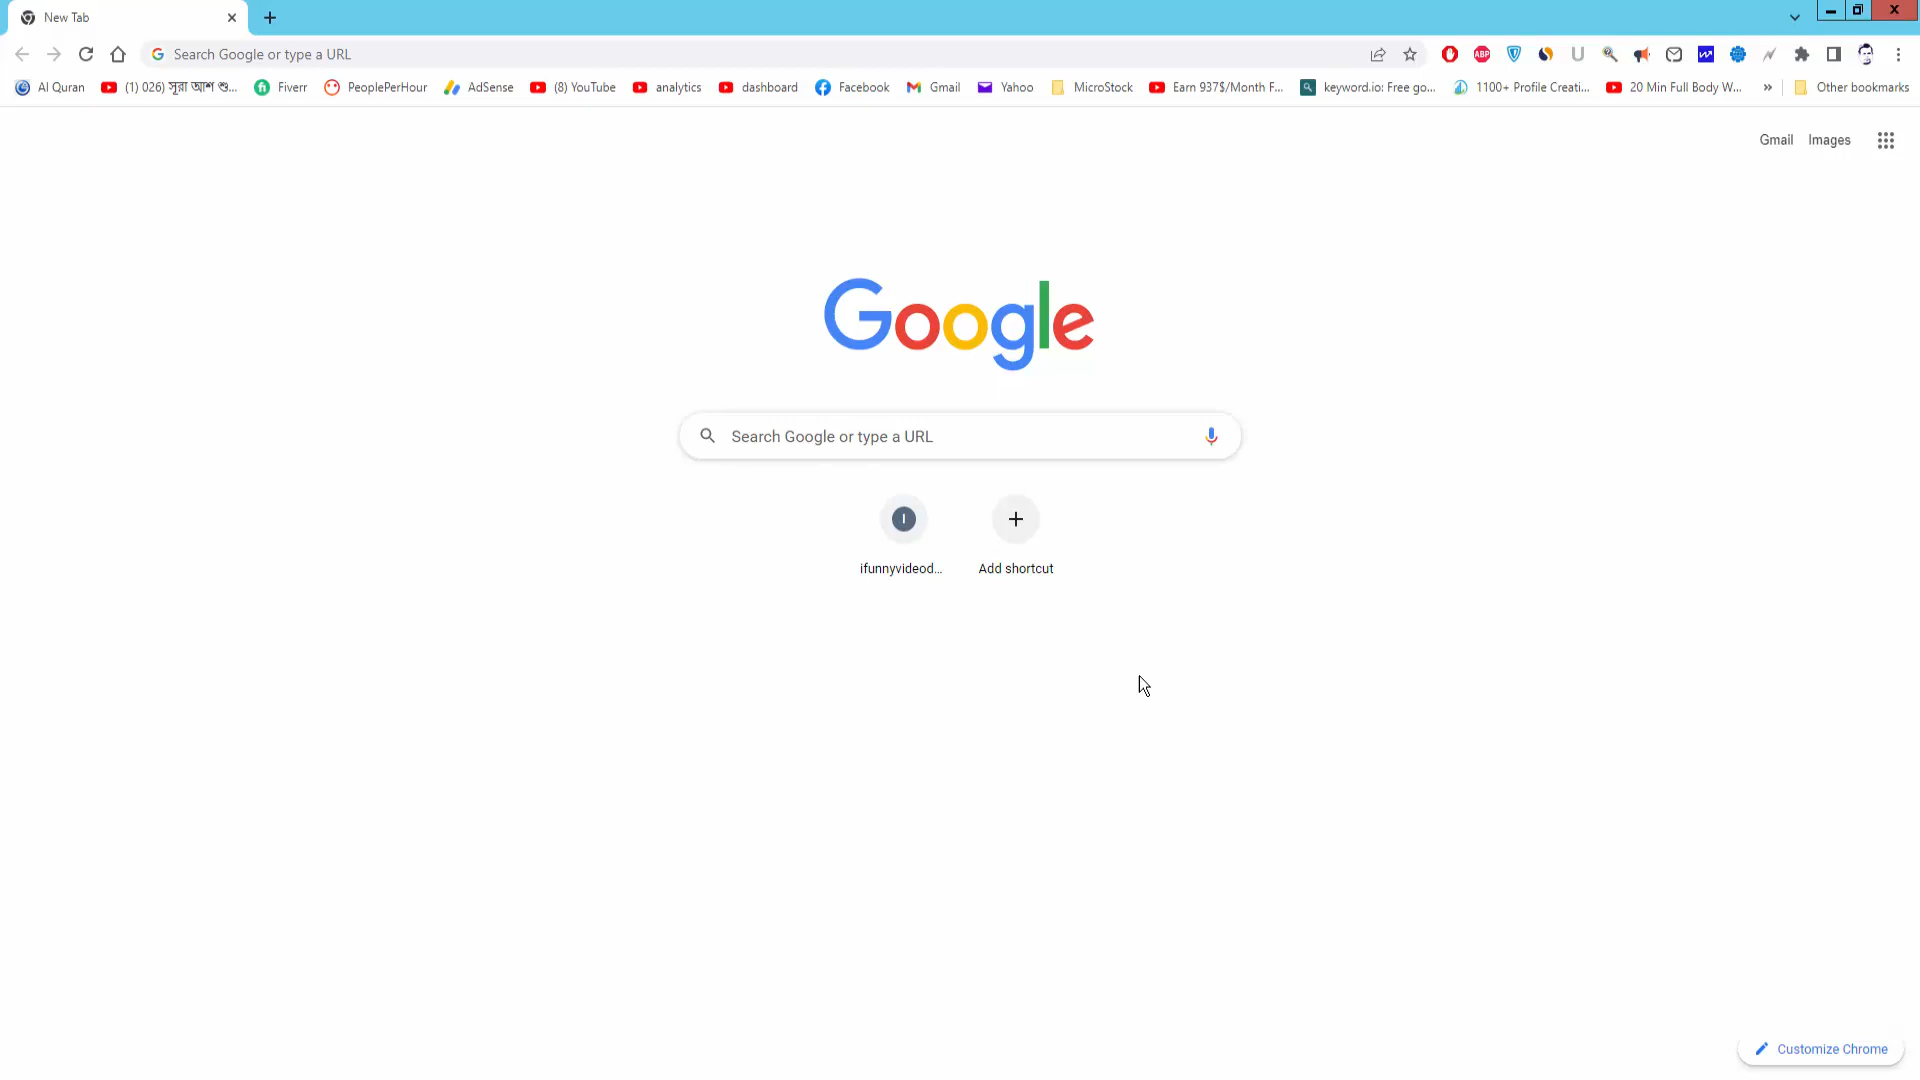 New Tab
Search Google or type a URL
ABP
Al Quran (1) 026) সূরা আশ শু... Fiverr PeoplePerHour AdSense (8) YouTube analytics dashboard Facebook Gmail Yahoo MicroStock Earn 937$/Month F... keyword.io: Free go... 1100+ Profile Creati... 20 Min Full Body W... » Other bookmarks
Gmail Images
Google
Search Google or type a URL
I
ifunnyvideod... Add shortcut
Customize Chrome